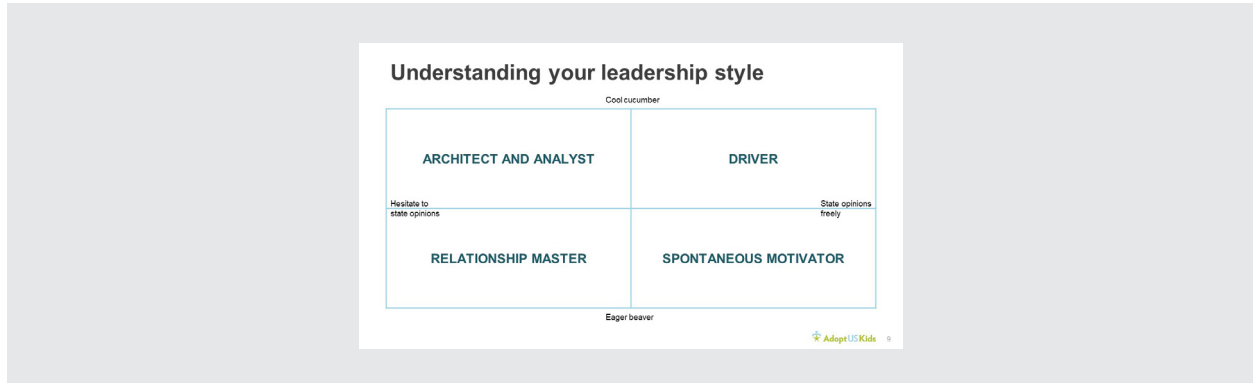 Understanding your leadership style
Cool cucumber
ARCHITECT AND ANALYST
DRIVER
Hesitate to
state opinions
State opinions
freely
RELATIONSHIP MASTER
SPONTANEOUS MOTIVATOR
Eager beaver
AdoptUSKids
9